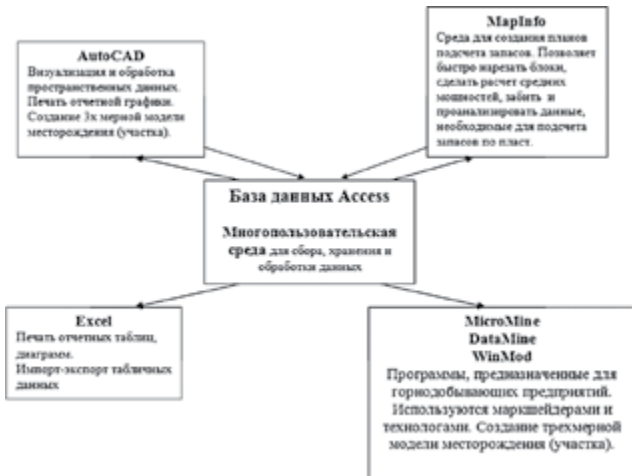 AutoCAD
Визуализация и обработка
пространственных данных.
Печать отчетной графики.
Создание 3х мерной модели
месторождения (участка).
MapInfo
Среда для создания планов
подсчета запасов. Позволяет
быстро нарезать блоки,
сделать расчет средних
мощностей, забить и
проанализировать данные,
необходимые для подсчета
запасов по пласт.
База данных Access
Многопользовательская
среда для сбора, хранения и
обработки данных
Excel
Печать отчетных таблиц,
диаграмм.
Импорт-экспорт табличных
данных
MicroMine
DataMine
WinMod
Программы, предназначенные для
горнодобывающих предприятий.
Используются маркшейдерами и
технологами. Создание трехмерной
модели месторождения (участка).